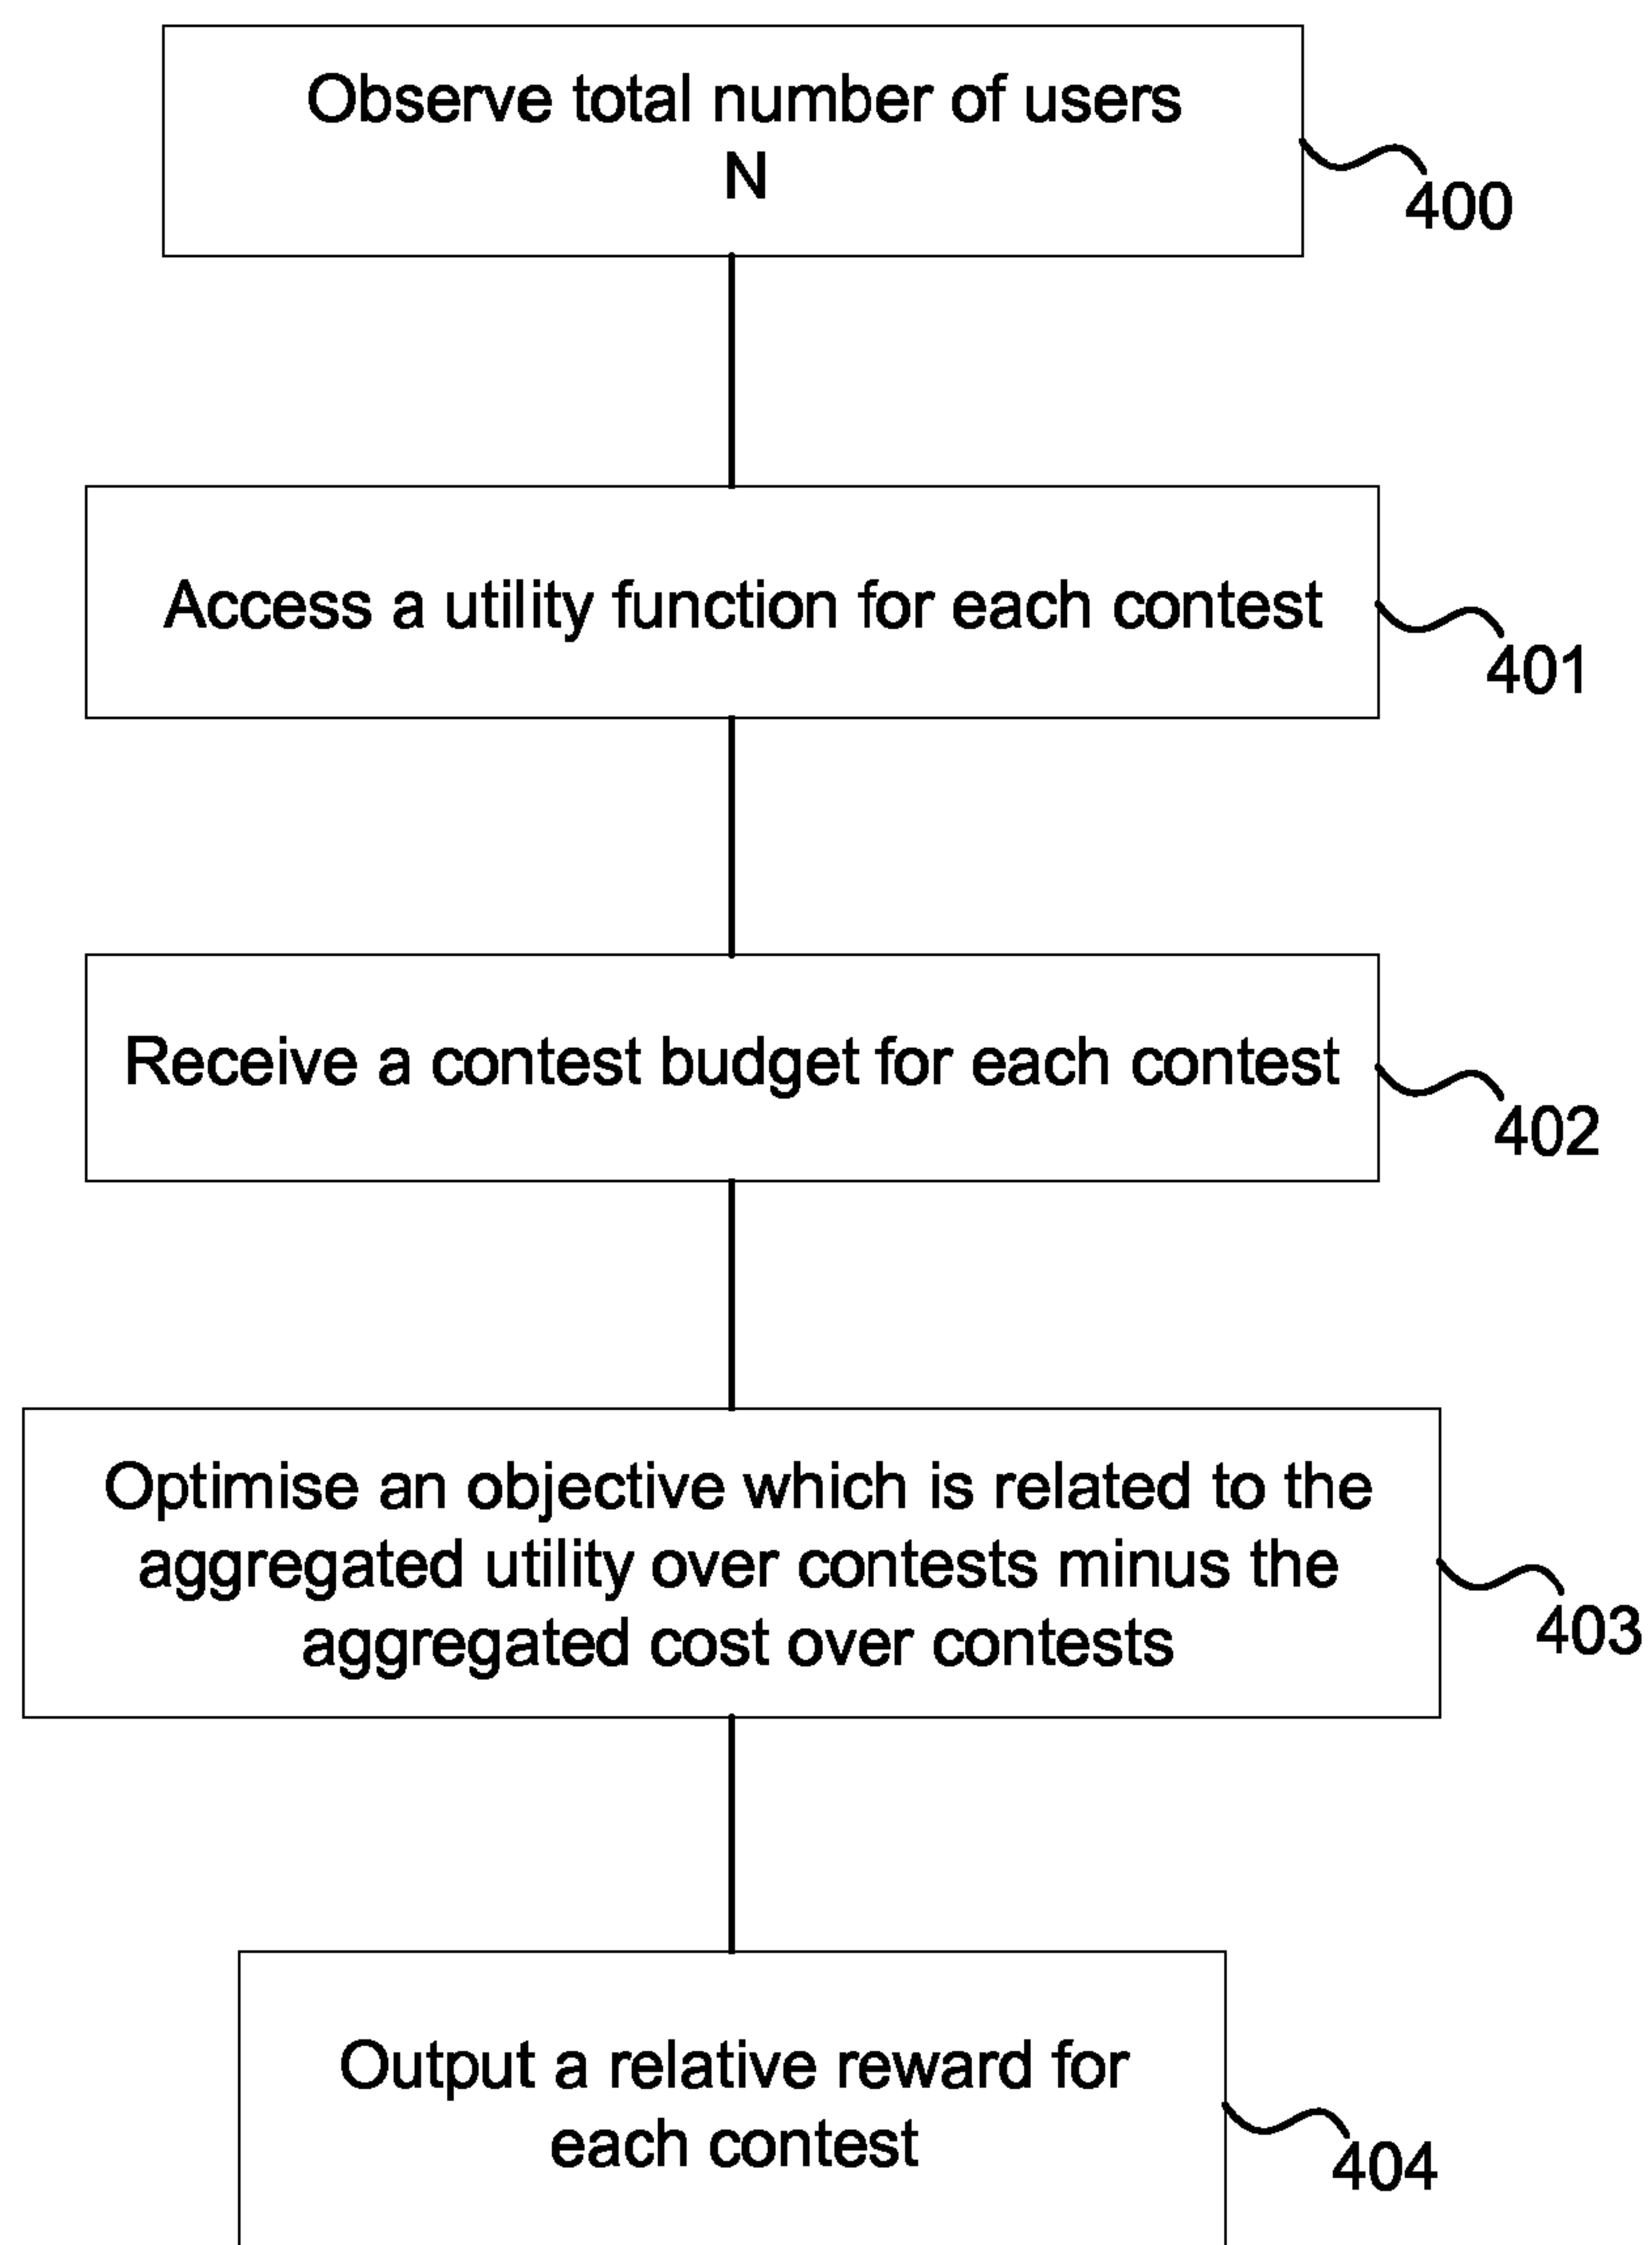 Observe total number of users
N
400
Access a utility function for each contest
401
Receive a contest budget for each contest
402
Optimise an objective which is related to the
aggregated utility over contests minus the
aggregated cost over contests
403
Output a relative reward for
each contest
404